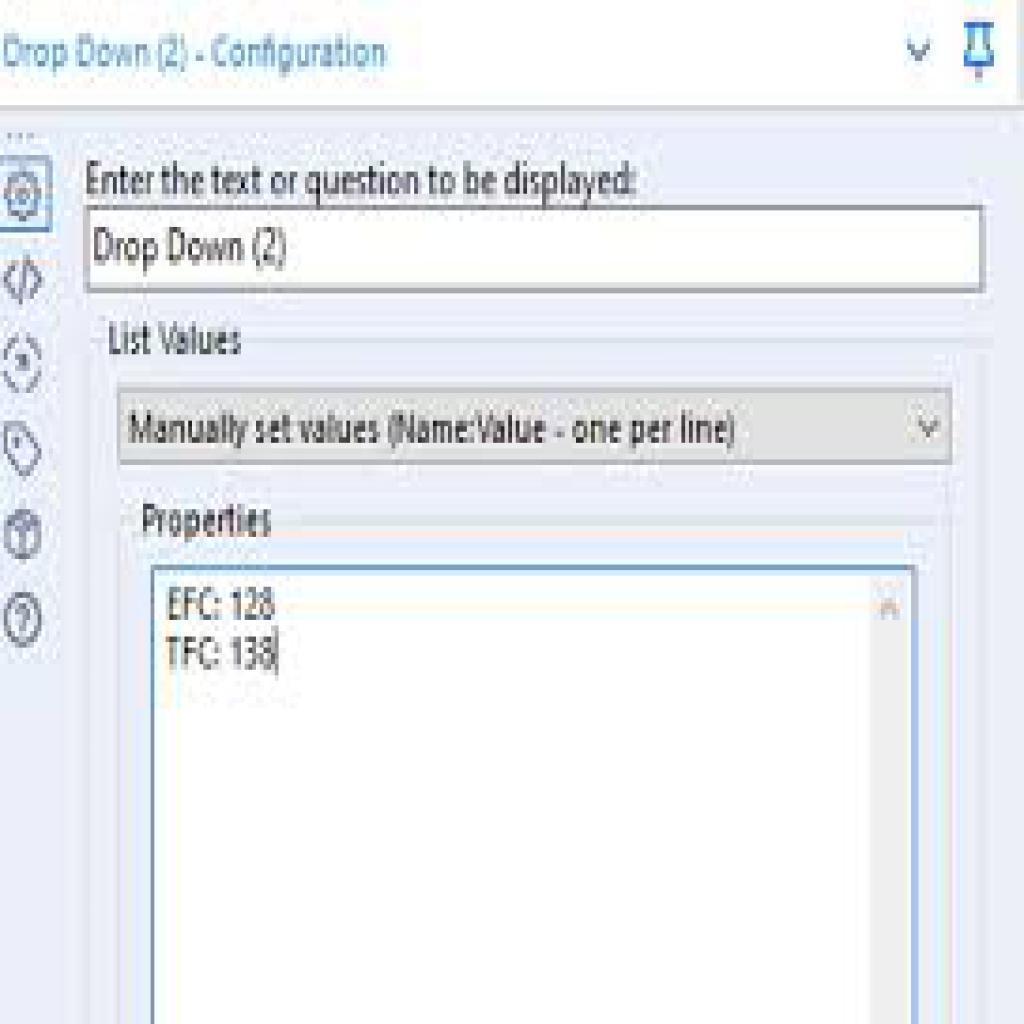 Drop Down (2) - Configuration
Enter the text or question to be displayed:
Drop Down (2)
List Values
Manually set values (Name:Value - one per line)
Properties
EFC: 128
TFC: 138